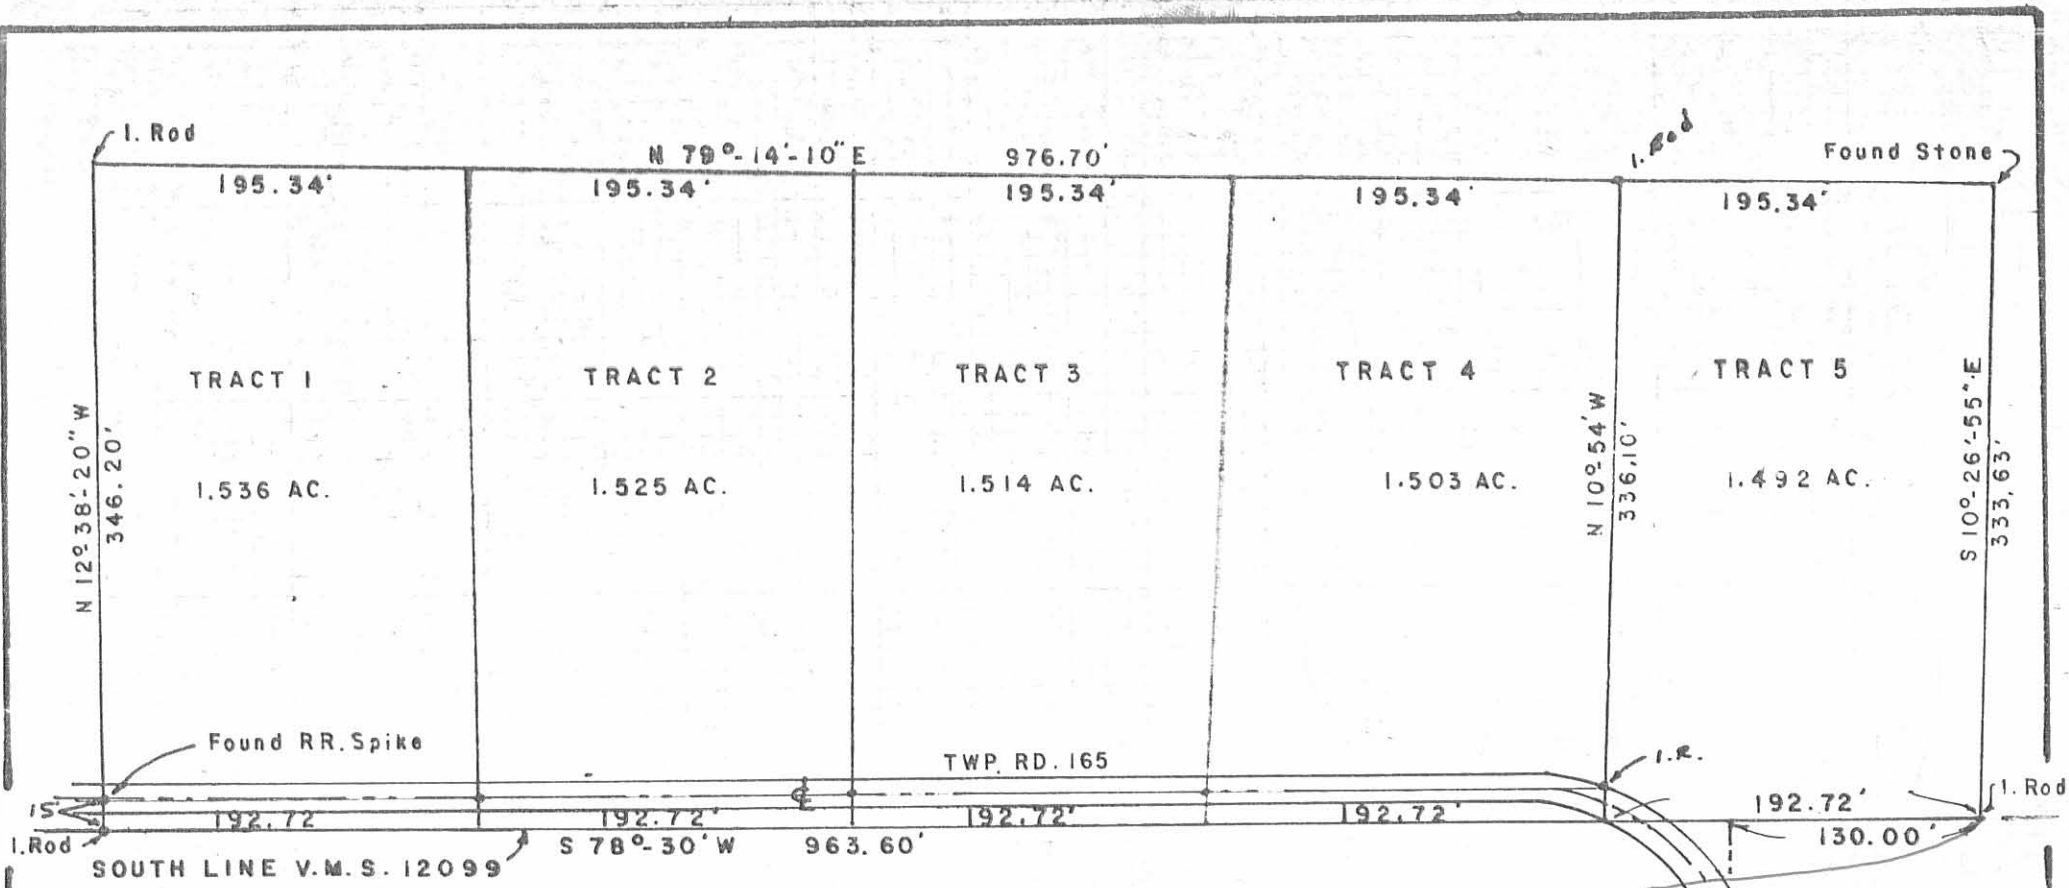 I. Rod
N 79°-14'-10" E 976.70'
I. Rod
Found Stone
195.34' 195.34' 195.34' 195.34' 195.34'
TRACT 1 TRACT 2 TRACT 3 TRACT 4 TRACT 5
1.536 AC. 1.525 AC. 1.514 AC. 1.503 AC. 1.492 AC.
N 12°-38'-20" W
346.20'
N 10°-54' W
336.10'
S 10°-26'-55" E
333.63'
Found RR. Spike
TWP. RD. 165
I.R.
15'
192.72 192.72' 192.72' 192.72' 192.72'
I. Rod
130.00'
I. Rod
S 78°-30' W 963.60'
SOUTH LINE V.M.S. 12099